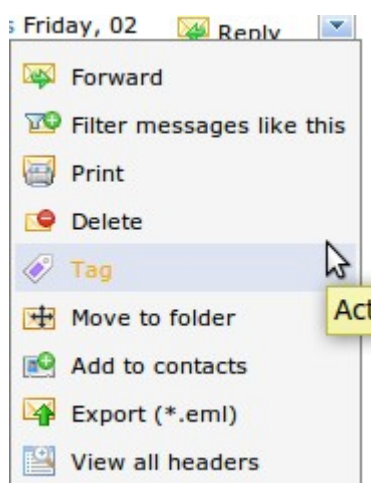 Friday, 02 Reply
Forward
Filter messages like this
Print
Delete
Tag
Move to folder
Act
Add to contacts
Export (*.eml)
View all headers